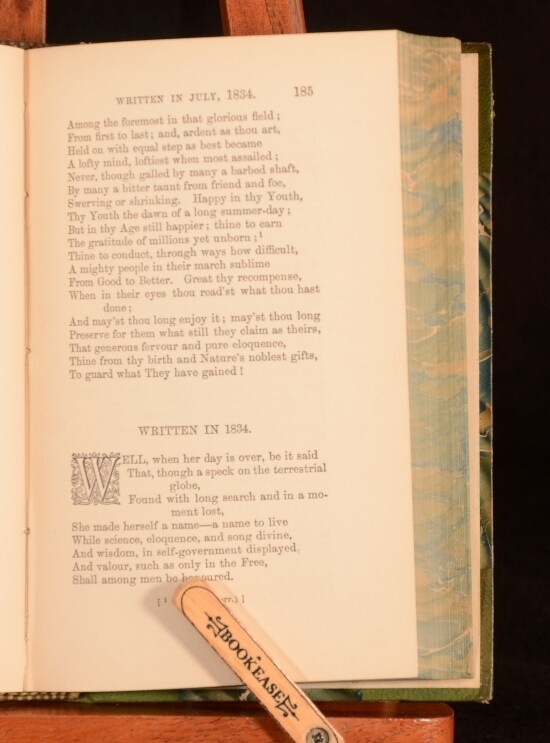 WRITTEN IN JULY, 1834. 185
Among the foremost in that glorious field;
From first to last; and, ardent as thou art,
Held on with equal step as best became
A lofty mind, loftiest when most assailed;
Never, though galled by many a barbed shaft,
By many a bitter taunt from friend and foe,
Swerving or shrinking. Happy in thy Youth,
Thy Youth the dawn of a long summer-day;
But in thy Age still happier; thine to earn
The gratitude of millions yet unborn;¹
Thine to conduct, through ways how difficult,
A mighty people in their march sublime
From Good to Better. Great thy recompense,
When in their eyes thou read'st what thou hast
done;
And may'st thou long enjoy it; may'st thou long
Preserve for them what still they claim as theirs,
That generous fervour and pure eloquence,
Thine from thy birth and Nature's noblest gifts,
To guard what They have gained!
WRITTEN IN 1834.
WELL, when her day is over, be it said
That, though a speck on the terrestrial
globe,
Found with long search and in a mo-
ment lost,
She made herself a name—a name to live
While science, eloquence, and song divine,
And wisdom, in self-government displayed,
And valour, such as only in the Free,
Shall among men be honoured.
[¹
BOOKEASE